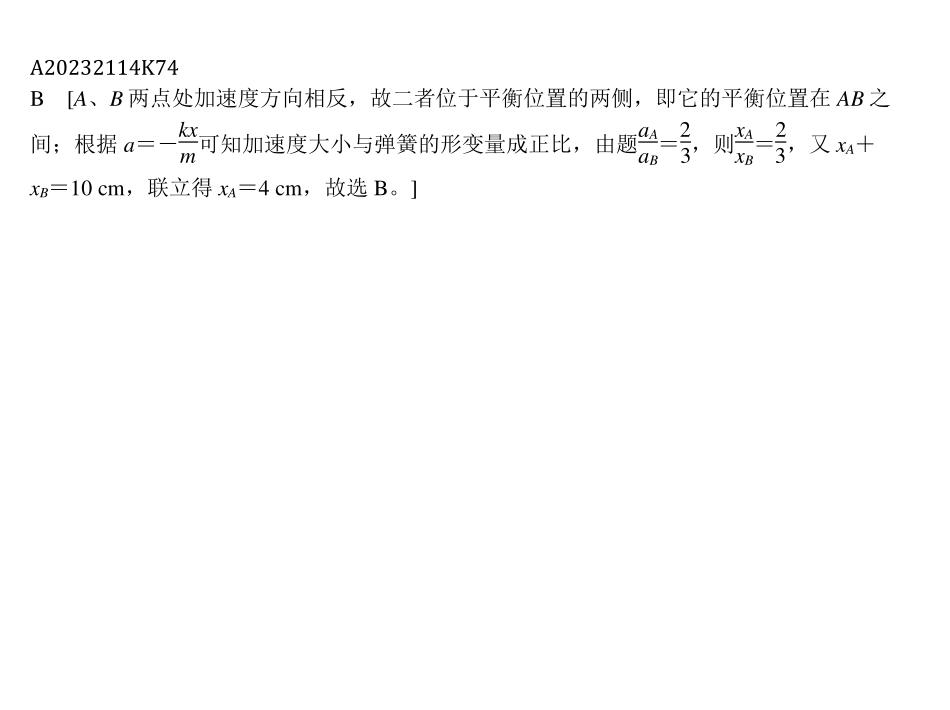 A20232114K74
B　[A、B两点处加速度方向相反，故二者位于平衡位置的两侧，即它的平衡位置在 AB 之
间；根据 a＝－\frac{kx}{m}可知加速度大小与弹簧的形变量成正比，由题\frac{a_A}{a_B}＝\frac{2}{3}，则\frac{x_A}{x_B}＝\frac{2}{3}，又 x_A＋
x_B＝10 cm，联立得 x_A＝4 cm，故选 B。]